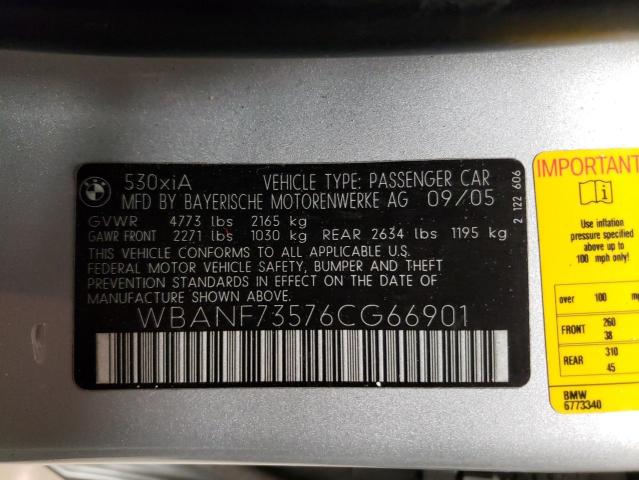 BMW
530xiA VEHICLE TYPE: PASSENGER CAR
MFD BY BAYERISCHE MOTORENWERKE AG 09/05
GVWR 4773 lbs 2165 kg
GAWR FRONT 2271 lbs 1030 kg REAR 2634 lbs 1195 kg
THIS VEHICLE CONFORMS TO ALL APPLICABLE U.S.
FEDERAL MOTOR VEHICLE SAFETY, BUMPER AND THEFT
PREVENTION STANDARDS IN EFFECT ON THE DATE OF
MANUFACTURE SHOWN ABOVE.
WBANF73576CG66901
2 122 606
IMPORTANT
Use inflation
pressure specified
above up to
100 mph only!
over 100 mp
FRONT 260
38
REAR 310
45
BMW
6773340